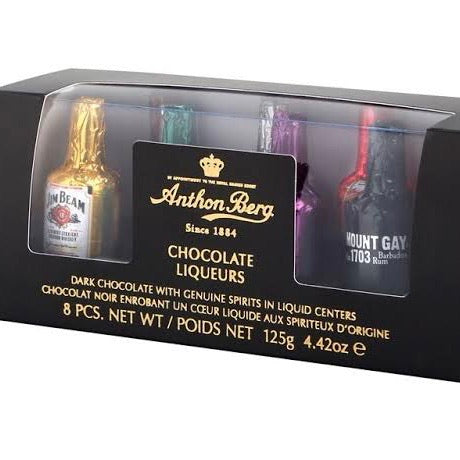 BY APPOINTMENT TO THE ROYAL DANISH COURT
Anthon Berg
Since 1884
CHOCOLATE
LIQUEURS
DARK CHOCOLATE WITH GENUINE SPIRITS IN LIQUID CENTERS
CHOCOLAT NOIR ENROBANT UN CŒUR LIQUIDE AUX SPIRITEUX D'ORIGINE
8 PCS. NET WT / POIDS NET 125g 4.42oz e
JIM BEAM
MOUNT GAY
1703 Barbados
Rum